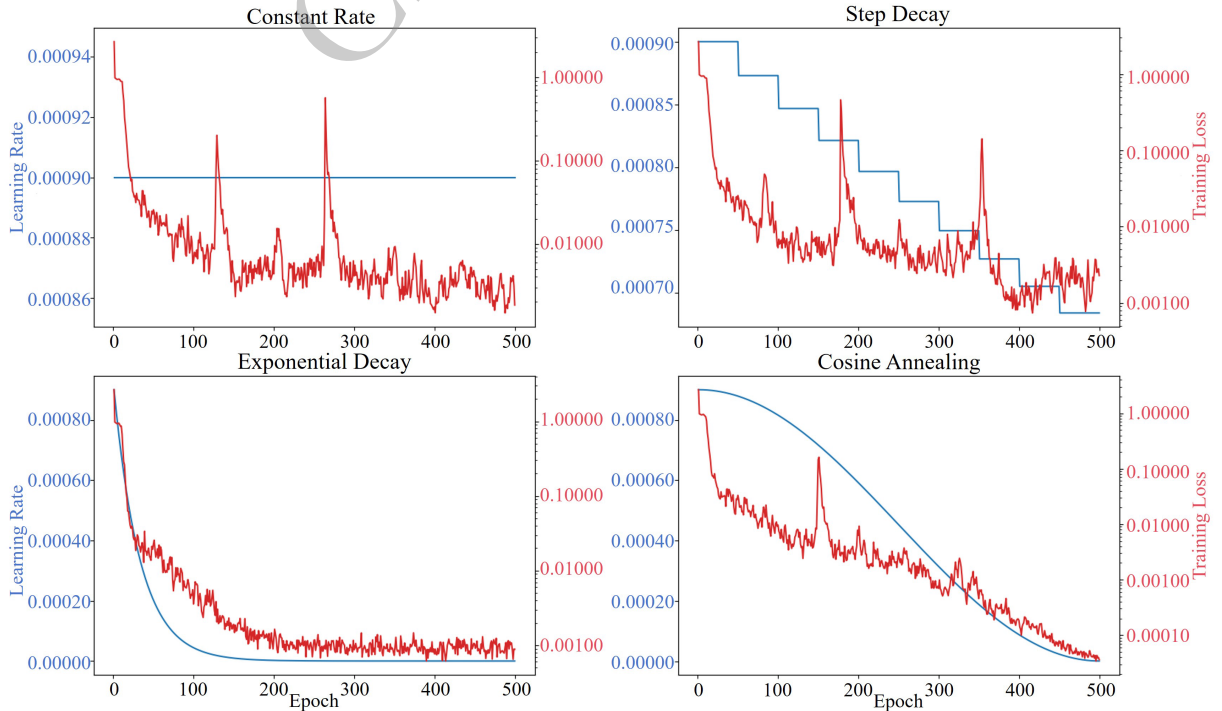 Constant Rate
Step Decay
0.00094
0.00092
0.00090
0.00088
0.00086
Learning Rate
1.00000
0.10000
0.01000
0 100 200 300 400 500
0.00090
0.00085
0.00080
0.00075
0.00070
1.00000
0.10000
0.01000
0.00100
Training Loss
0 100 200 300 400 500
Exponential Decay
Cosine Annealing
0.00080
0.00060
0.00040
0.00020
0.00000
Learning Rate
1.00000
0.10000
0.01000
0.00100
0 100 200 300 400 500
Epoch
0.00080
0.00060
0.00040
0.00020
0.00000
1.00000
0.10000
0.01000
0.00100
0.00010
Training Loss
0 100 200 300 400 500
Epoch